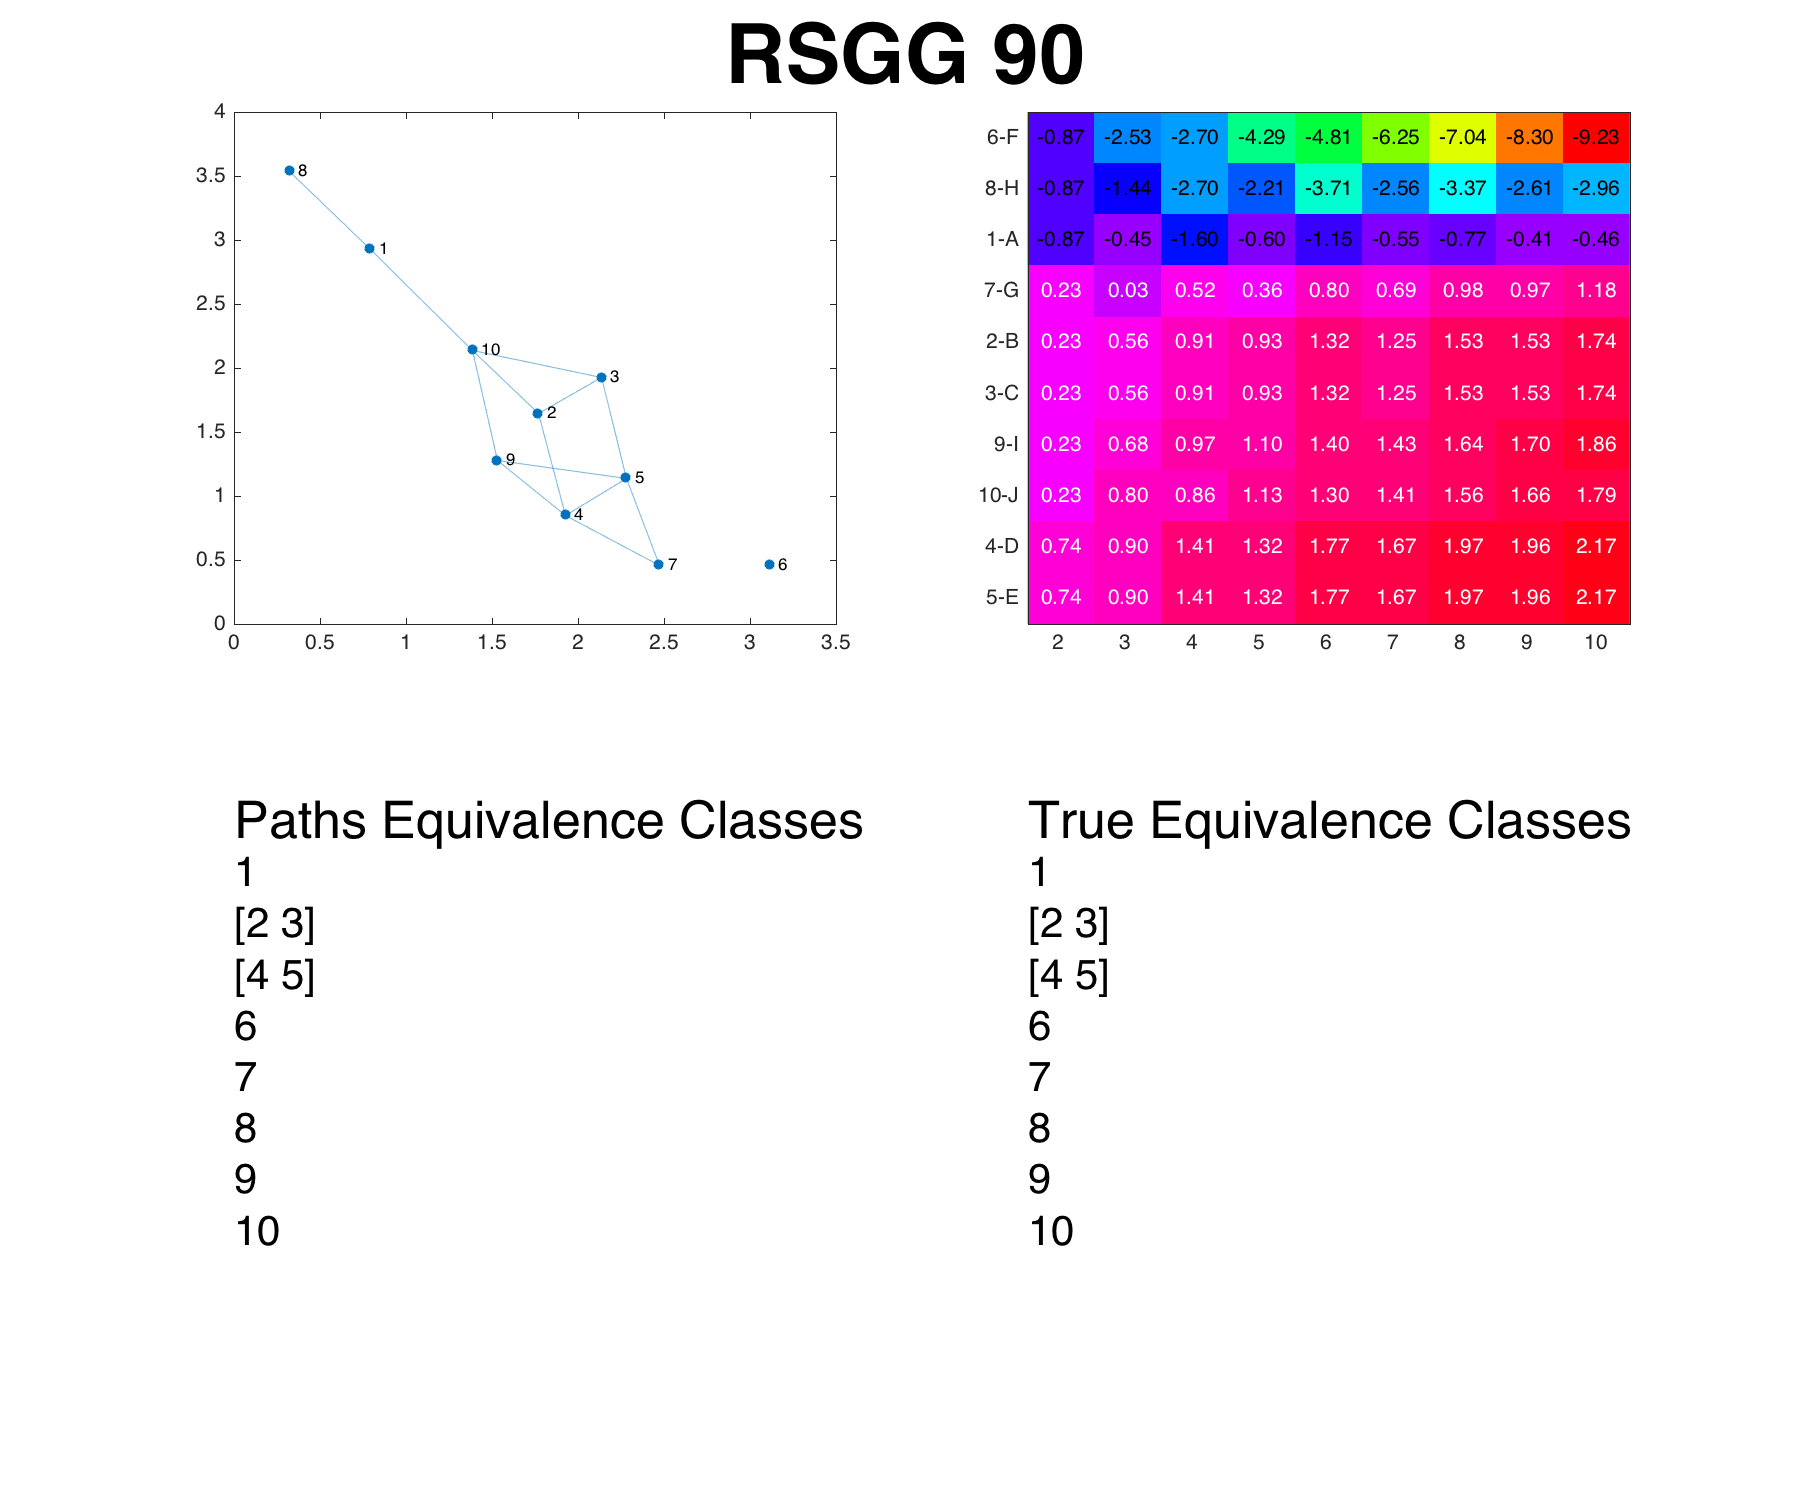 RSGG 90
4
3.5
3
2.5
2
1.5
1
0.5
0
0 0.5 1 1.5 2 2.5 3 3.5
8
1
10
3
2
9
5
4
7
6
6-F -0.87 -2.53 -2.70 -4.29 -4.81 -6.25 -7.04 -8.30 -9.23
8-H -0.87 -1.44 -2.70 -2.21 -3.71 -2.56 -3.37 -2.61 -2.96
1-A -0.87 -0.45 -1.60 -0.60 -1.15 -0.55 -0.77 -0.41 -0.46
7-G 0.23 0.03 0.52 0.36 0.80 0.69 0.98 0.97 1.18
2-B 0.23 0.56 0.91 0.93 1.32 1.25 1.53 1.53 1.74
3-C 0.23 0.56 0.91 0.93 1.32 1.25 1.53 1.53 1.74
9-I 0.23 0.68 0.97 1.10 1.40 1.43 1.64 1.70 1.86
10-J 0.23 0.80 0.86 1.13 1.30 1.41 1.56 1.66 1.79
4-D 0.74 0.90 1.41 1.32 1.77 1.67 1.97 1.96 2.17
5-E 0.74 0.90 1.41 1.32 1.77 1.67 1.97 1.96 2.17
2 3 4 5 6 7 8 9 10
Paths Equivalence Classes
1
[2 3]
[4 5]
6
7
8
9
10
True Equivalence Classes
1
[2 3]
[4 5]
6
7
8
9
10